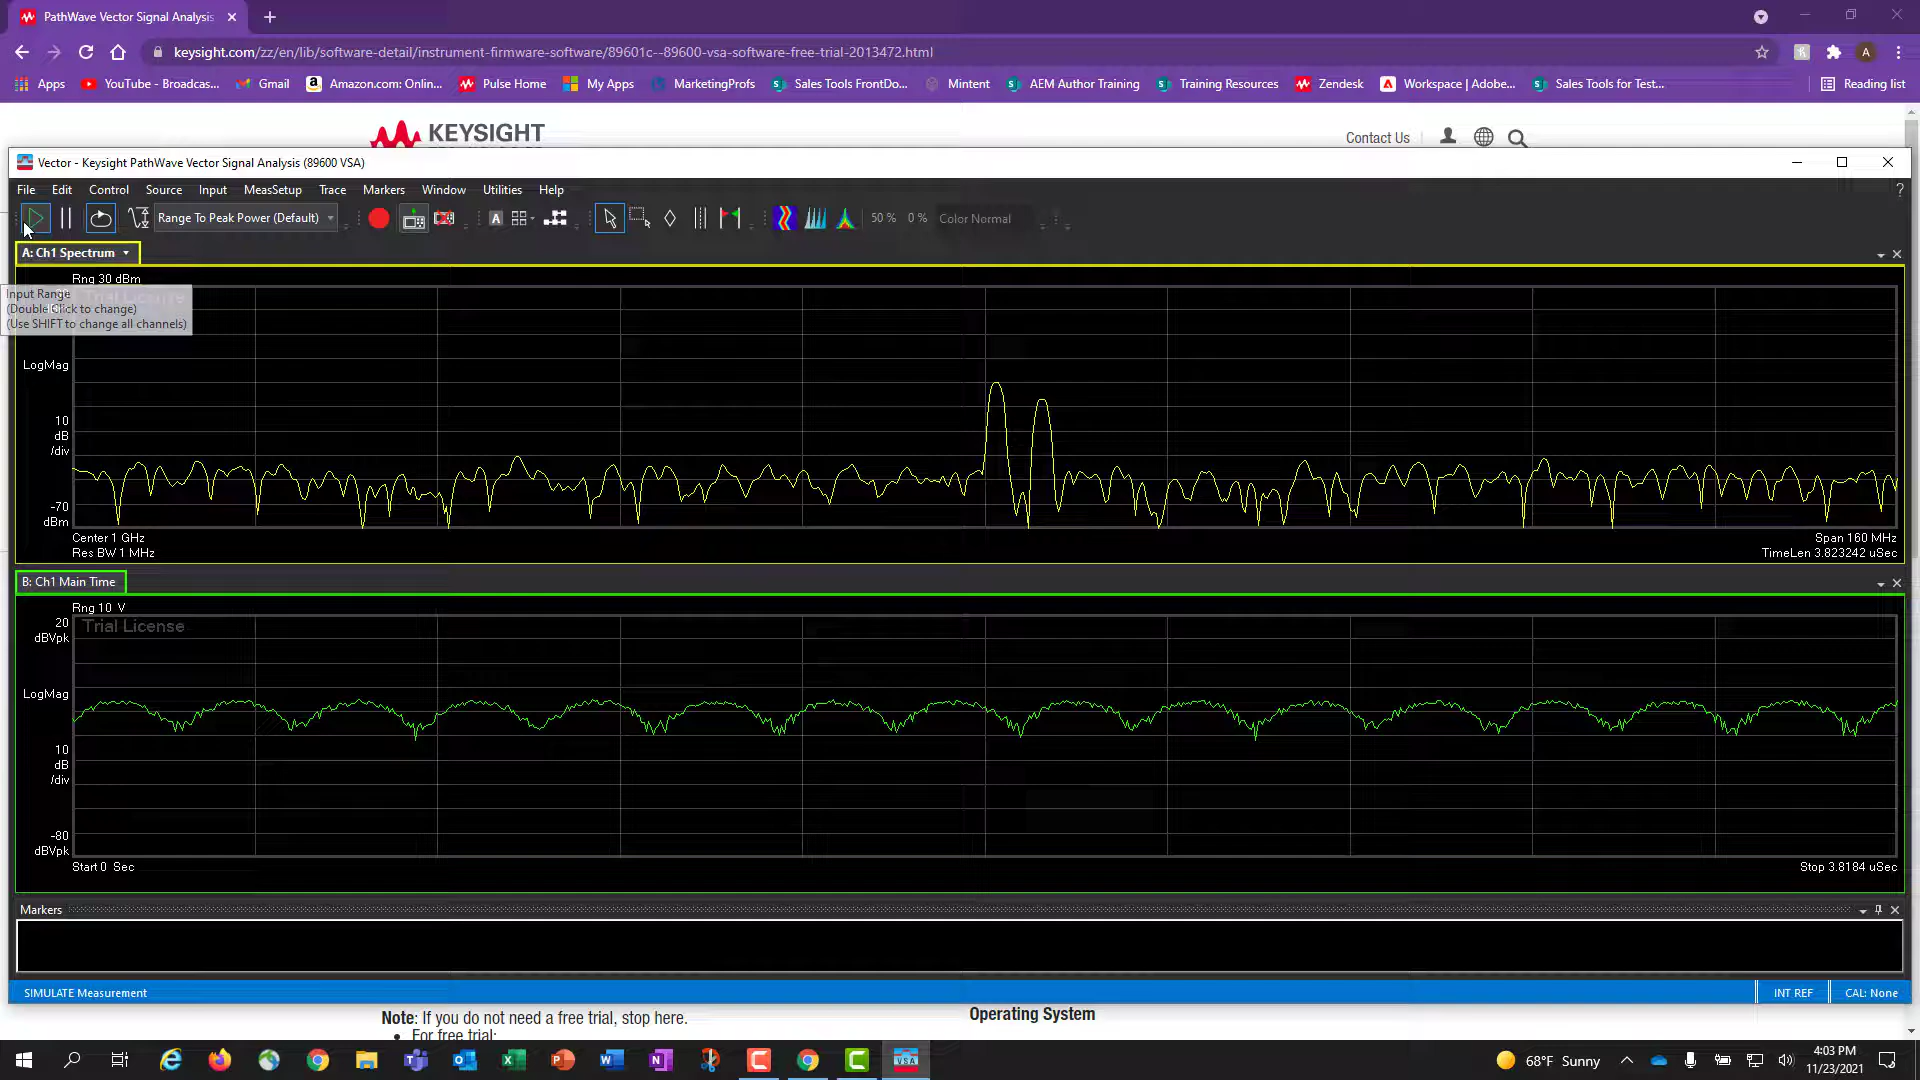 PathWave Vector Signal Analysis
keysight.com/zz/en/lib/software-detail/instrument-firmware-software/89601c--89600-vsa-software-free-trial-2013472.html
A
Apps YouTube - Broadcas... Gmail Amazon.com: Onlin... Pulse Home My Apps MarketingProfs Sales Tools FrontDo... Mintent AEM Author Training Training Resources Zendesk Workspace | Adobe... Sales Tools for Test... Reading list
KEYSIGHT
Contact Us
Vector - Keysight PathWave Vector Signal Analysis (89600 VSA)
File Edit Control Source Input MeasSetup Trace Markers Window Utilities Help
Range To Peak Power (Default) A 50 % 0 % Color Normal
A: Ch1 Spectrum
Rng 30 dBm
Input Range
(Double Click to change)
(Use SHIFT to change all channels)
LogMag
10
dB
/div
-70
dBm
Center 1 GHz
Res BW 1 MHz
Span 160 MHz
TimeLen 3.823242 uSec
B: Ch1 Main Time
Rng 10 V
Trial License
20
dBVpk
LogMag
10
dB
/div
-80
dBVpk
Start 0 Sec
Stop 3.8184 uSec
Markers
SIMULATE Measurement
INT REF
CAL: None
Note: If you do not need a free trial, stop here.
• For free trial:
Operating System
VSA
68°F Sunny
4:03 PM
11/23/2021